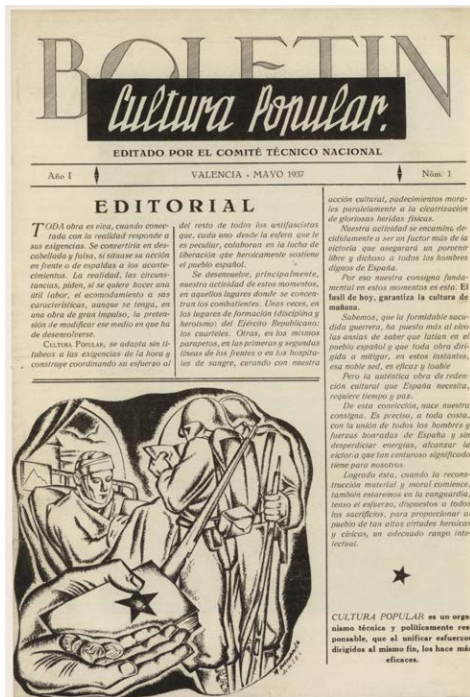 BOLETIN
Cultura Popular.
EDITADO POR EL COMITÉ TÉCNICO NACIONAL
Año I
VALENCIA - MAYO 1937
Núm. 1
EDITORIAL
TODA obra es viva, cuando conec-
tada con la realidad responde a
sus exigencias. Se convertiría en des-
cabellada y falsa, si situase su acción
en frente o de espaldas a los aconte-
cimientos. La realidad, las circuns-
tancias, piden, si se quiere hacer una
útil labor, el acomodamiento a sus
características, aunque se tenga, en
una obra de gran impulso, la preten-
sión de modificar ese medio en que ha
de desenvolverse.
CULTURA POPULAR, se adapta sin ti-
tubeos a las exigencias de la hora y
construye coordinando su esfuerzo al
del resto de todos los antifascistas
que, cada uno desde la esfera que le
es peculiar, colaboran en la lucha de
liberación que heroicamente sostiene
el pueblo español.
Se desenvuelve, principalmente,
nuestra actividad de estos momentos,
en aquellos lugares donde se concen-
tran los combatientes. Unas veces, en
los lugares de formación (disciplina y
heroísmo) del Ejército Republicano:
los cuarteles. Otras, en los mismos
parapetos, en las primeras y segundas
líneas de los frentes o en los hospita-
les de sangre, curando con nuestra
acción cultural, padecimientos mora-
les paralelamente a la cicatrización
de gloriosas heridas físicas.
Nuestra actividad se encamina de-
cididamente a ser un factor más de la
victoria que asegurará un porvenir
libre y dichoso a todos los hombres
dignos de España.
Por eso nuestra consigna funda-
mental en estos momentos es esta. El
fusil de hoy, garantiza la cultura de
mañana.
Sabemos, que la formidable sacu-
dida guerrera, ha puesto más al vivo
las ansias de saber que latían en el
pueblo español y que toda obra diri-
gida a mitigar, en estos instantes,
esa noble sed, es eficaz y loable
Pero la auténtica obra de reden-
ción cultural que España necesita,
requiere tiempo y paz.
De esta convicción, nace nuestra
consigna. Es preciso, a toda costa,
con la unión de todos los hombres y
fuerzas honradas de España y sin
desperdiciar energías, alcanzar la
victoria que tan venturoso significado
tiene para nosotros
Logrado ésta, cuando la recons-
trucción material y moral comience,
también estaremos en la vanguardia,
tenso el esfuerzo, dispuestos a todos
los sacrificios, para proporcionar al
pueblo de tan altas virtudes heroicas
y cívicas, un adecuado rango inte-
lectual.
CULTURA POPULAR es un orga-
nismo técnica y políticamente res-
ponsable, que al unificar esfuerzos
dirigidos al mismo fin, los hace más
eficaces.